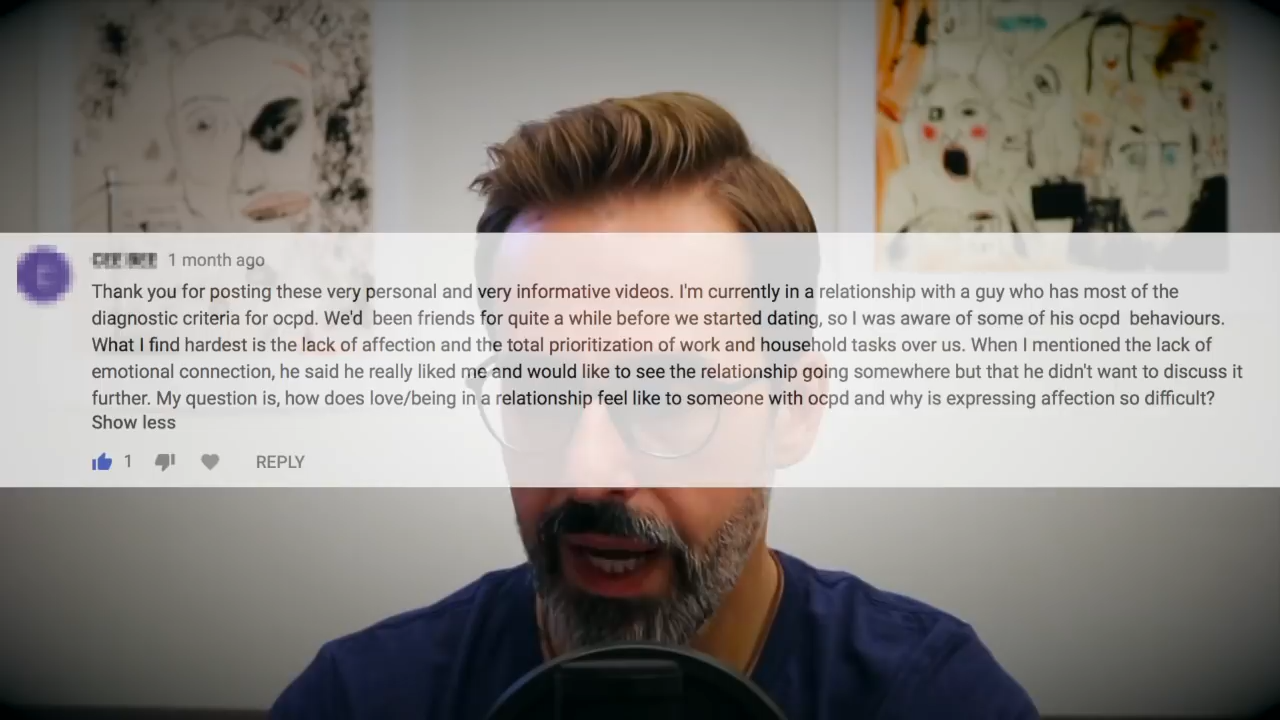 1 month ago
Thank you for posting these very personal and very informative videos. I'm currently in a relationship with a guy who has most of the
diagnostic criteria for ocpd. We'd  been friends for quite a while before we started dating, so I was aware of some of his ocpd  behaviours.
What I find hardest is the lack of affection and the total prioritization of work and household tasks over us. When I mentioned the lack of
emotional connection, he said he really liked me and would like to see the relationship going somewhere but that he didn't want to discuss it
further. My question is, how does love/being in a relationship feel like to someone with ocpd and why is expressing affection so difficult?
Show less
1 REPLY